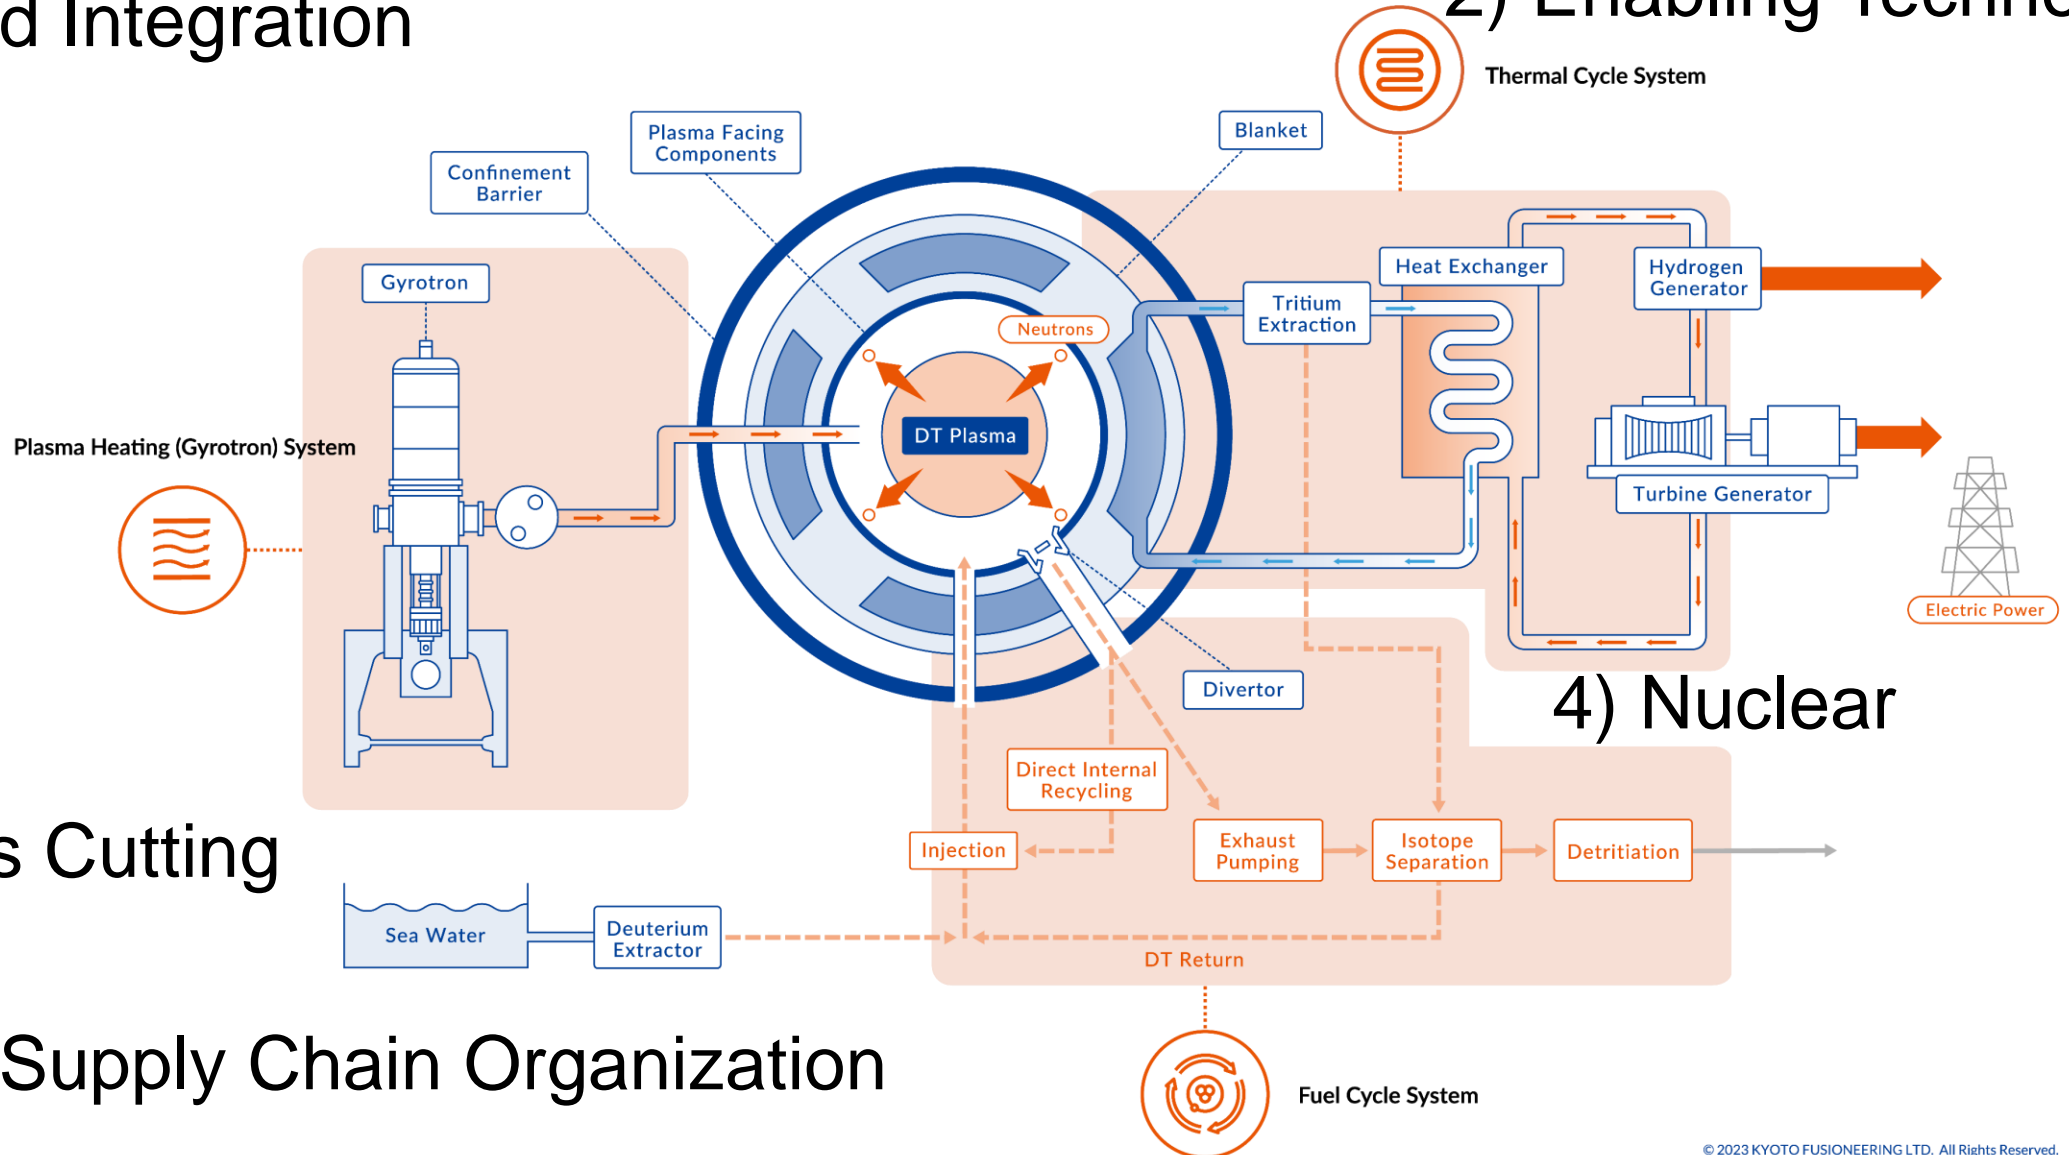 d Integration
2) Enabling Techno
Thermal Cycle System
Plasma Facing
Components
Blanket
Confinement
Barrier
Gyrotron
Heat Exchanger
Hydrogen
Generator
Tritium
Extraction
Neutrons
DT Plasma
Plasma Heating (Gyrotron) System
Turbine Generator
Electric Power
Divertor
4) Nuclear
Direct Internal
Recycling
Injection
Exhaust
Pumping
Isotope
Separation
Detritiation
s Cutting
Sea Water
Deuterium
Extractor
DT Return
Supply Chain Organization
Fuel Cycle System
© 2023 KYOTO FUSIONEERING LTD. All Rights Reserved.